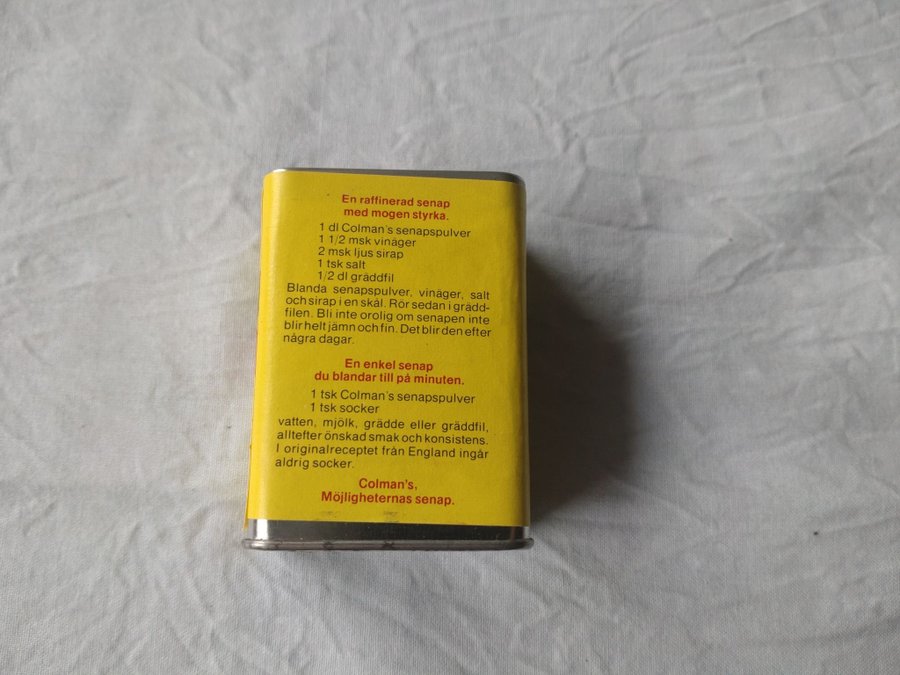 En raffinerad senap
med mogen styrka.
1 dl Colman's senapspulver
1 1/2 msk vinäger
2 msk ljus sirap
1 tsk salt
1/2 dl gräddfil
Blanda senapspulver, vinäger, salt
och sirap i en skål. Rör sedan i grädd-
filen. Bli inte orolig om senapen inte
blir helt jämn och fin. Det blir den efter
några dagar.
En enkel senap
du blandar till på minuten.
1 tsk Colman's senapspulver
1 tsk socker
vatten, mjölk, grädde eller gräddfil,
alltefter önskad smak och konsistens.
I originalreceptet från England ingår
aldrig socker.
Colman's,
Möjligheternas senap.